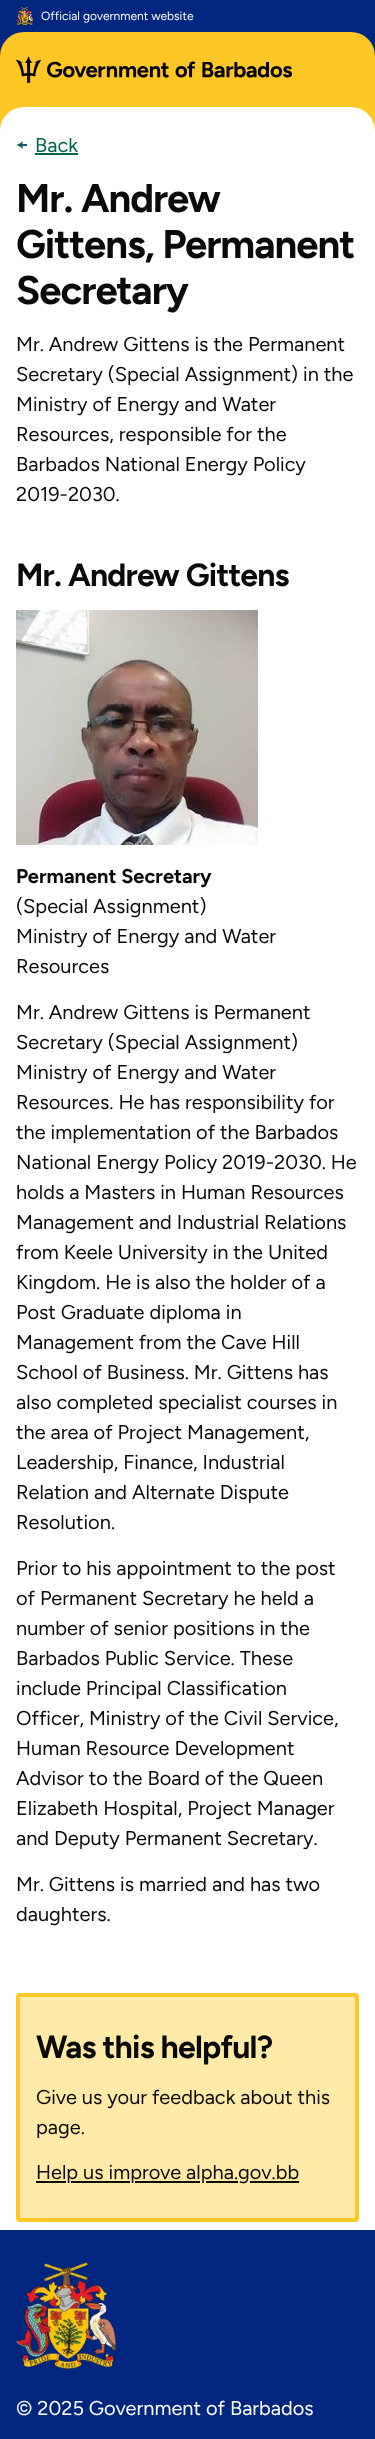 Official government website
Government of Barbados
← Back
Mr. Andrew
Gittens, Permanent
Secretary
Mr. Andrew Gittens is the Permanent
Secretary (Special Assignment) in the
Ministry of Energy and Water
Resources, responsible for the
Barbados National Energy Policy
2019-2030.
Mr. Andrew Gittens
Permanent Secretary
(Special Assignment)
Ministry of Energy and Water
Resources
Mr. Andrew Gittens is Permanent
Secretary (Special Assignment)
Ministry of Energy and Water
Resources. He has responsibility for
the implementation of the Barbados
National Energy Policy 2019-2030. He
holds a Masters in Human Resources
Management and Industrial Relations
from Keele University in the United
Kingdom. He is also the holder of a
Post Graduate diploma in
Management from the Cave Hill
School of Business. Mr. Gittens has
also completed specialist courses in
the area of Project Management,
Leadership, Finance, Industrial
Relation and Alternate Dispute
Resolution.
Prior to his appointment to the post
of Permanent Secretary he held a
number of senior positions in the
Barbados Public Service. These
include Principal Classification
Officer, Ministry of the Civil Service,
Human Resource Development
Advisor to the Board of the Queen
Elizabeth Hospital, Project Manager
and Deputy Permanent Secretary.
Mr. Gittens is married and has two
daughters.
Was this helpful?
Give us your feedback about this
page.
Help us improve alpha.gov.bb
PRIDE AND INDUSTRY
© 2025 Government of Barbados